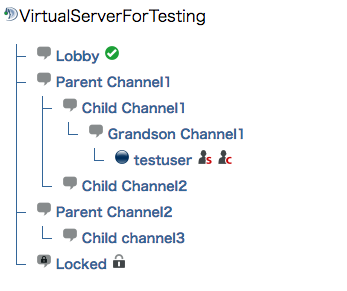 VirtualServerForTesting
Lobby
Parent Channel1
Child Channel1
Grandson Channel1
testuser S C
Child Channel2
Parent Channel2
Child channel3
Locked